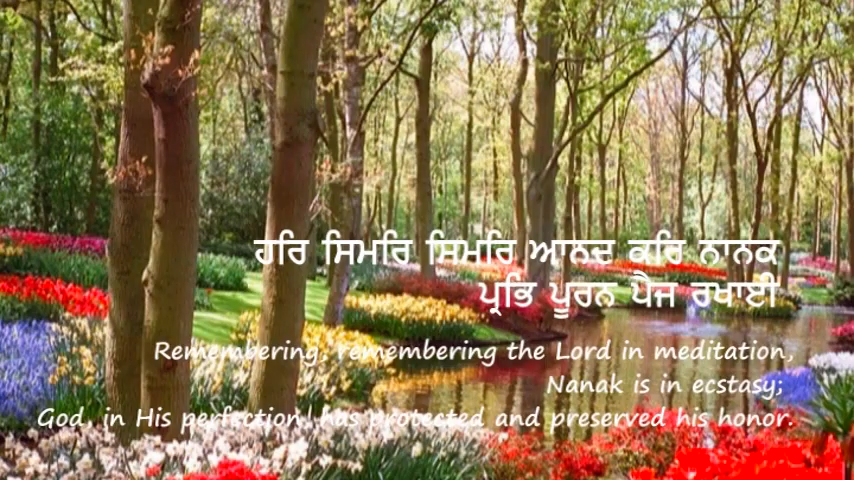 ਹਰਿ ਸਿਮਰਿ ਸਿਮਰਿ ਆਨਦ ਕਰਿ ਨਾਨਕ
ਪ੍ਰਭਿ ਪੂਰਨ ਪੈਜ ਰਖਾਈ
Remembering, remembering the Lord in meditation,
Nanak is in ecstasy;
God, in His perfection, has protected and preserved his honor.